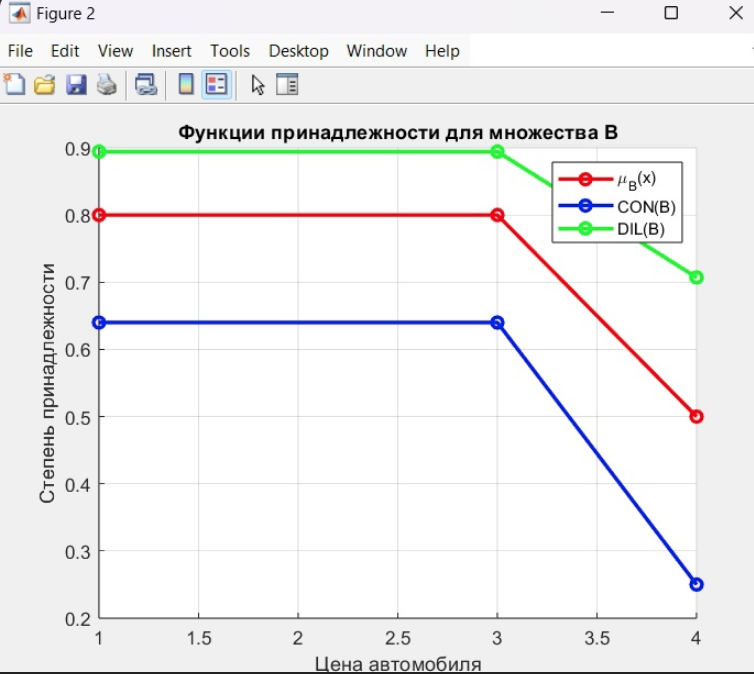 Figure 2
File Edit View Insert Tools Desktop Window Help
Функции принадлежности для множества B
0.9
0.8
0.7
0.6
0.5
0.4
0.3
0.2
Степень принадлежности
μB(x)
CON(B)
DIL(B)
1 1.5 2 2.5 3 3.5 4
Цена автомобиля